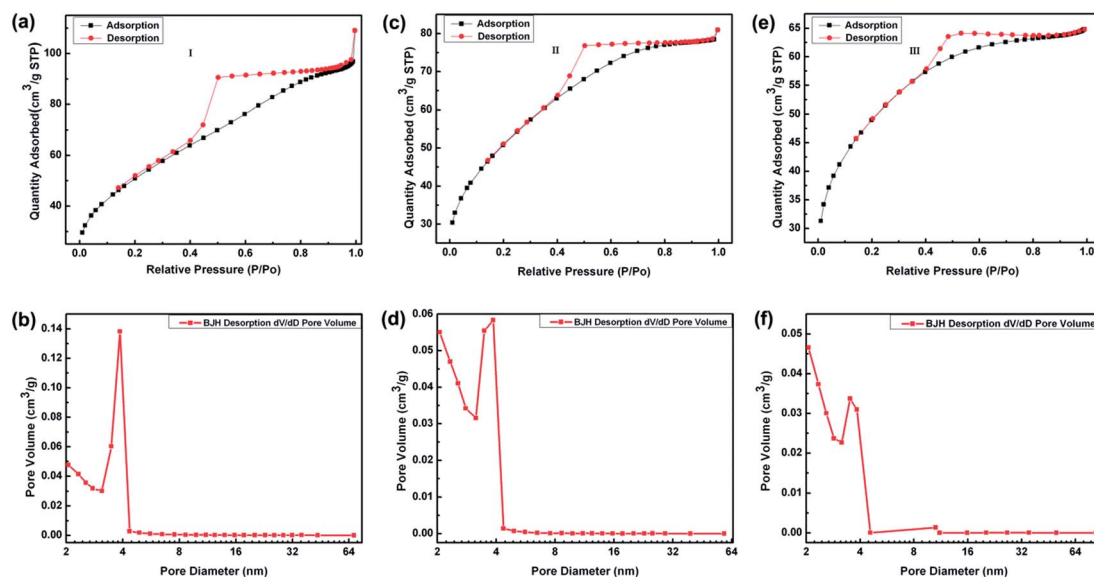 (a)
Adsorption
Desorption
I
Quantity Adsorbed(cm³/g STP)
100
80
60
40
0.0 0.2 0.4 0.6 0.8 1.0
Relative Pressure (P/Po)
(c)
Adsorption
Desorption
II
Quantity Adsorbed (cm³/g STP)
80
70
60
50
40
30
0.0 0.2 0.4 0.6 0.8 1.0
Relative Pressure (P/Po)
(e)
Adsorption
Desorption
III
Quantity Adsorbed (cm³/g STP)
65
60
55
50
45
40
35
30
0.0 0.2 0.4 0.6 0.8 1.0
Relative Pressure (P/Po)
(b)
BJH Desorption dV/dD Pore Volume
Pore Volume (cm³/g)
0.14
0.12
0.10
0.08
0.06
0.04
0.02
0.00
2 4 8 16 32 64
Pore Diameter (nm)
(d)
BJH Desorption dV/dD Pore Volume
Pore Volume (cm³/g)
0.06
0.05
0.04
0.03
0.02
0.01
0.00
2 4 8 16 32 64
Pore Diameter (nm)
(f)
BJH Desorption dV/dD Pore Volume
Pore Volume (cm³/g)
0.05
0.04
0.03
0.02
0.01
0.00
2 4 8 16 32 64
Pore Diameter (nm)